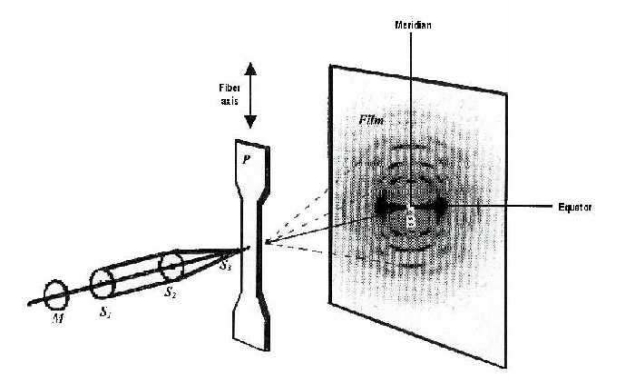 Meridian
Fiber
axis
Film
P
Equator
S3
S2
S1
M